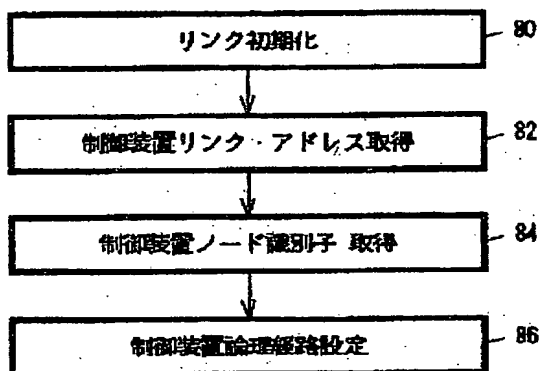 リンク初期化
80
制御装置リンク・アドレス取得
82
制御装置ノード識別子 取得
84
制御装置論理経路設定
86